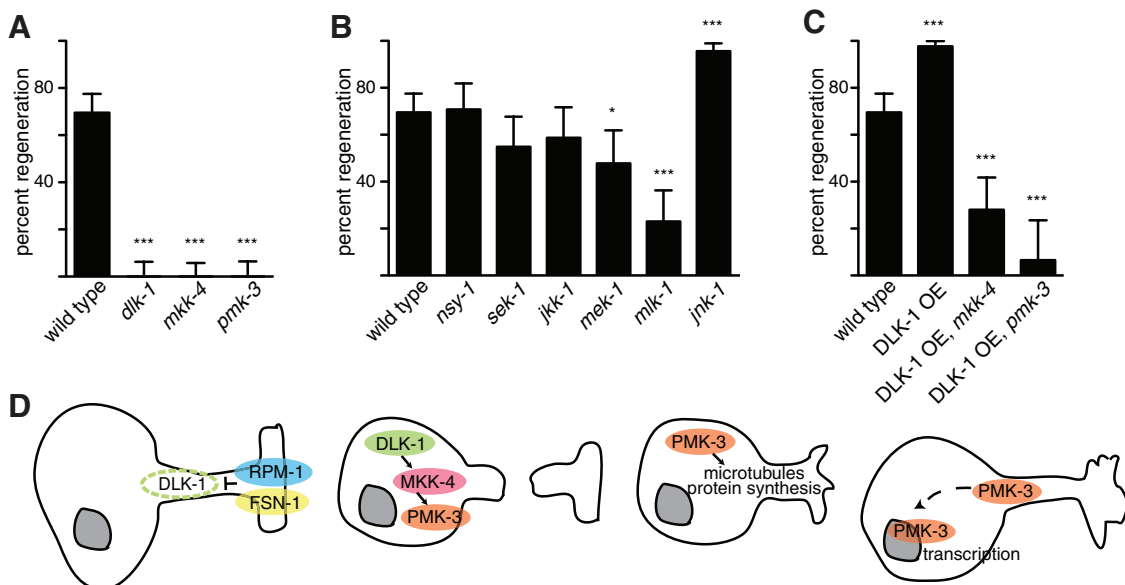 A
percent regeneration
80
40
***
***
***
wild type
dlk-1
mkk-4
pmk-3
B
percent regeneration
80
40
*
***
***
wild type
nsy-1
sek-1
jkk-1
mek-1
mlk-1
jnk-1
C
percent regeneration
80
40
***
***
***
wild type
DLK-1 OE
DLK-1 OE, mkk-4
DLK-1 OE, pmk-3
D
DLK-1
RPM-1
FSN-1
DLK-1
MKK-4
PMK-3
PMK-3
microtubules
protein synthesis
PMK-3
PMK-3
transcription